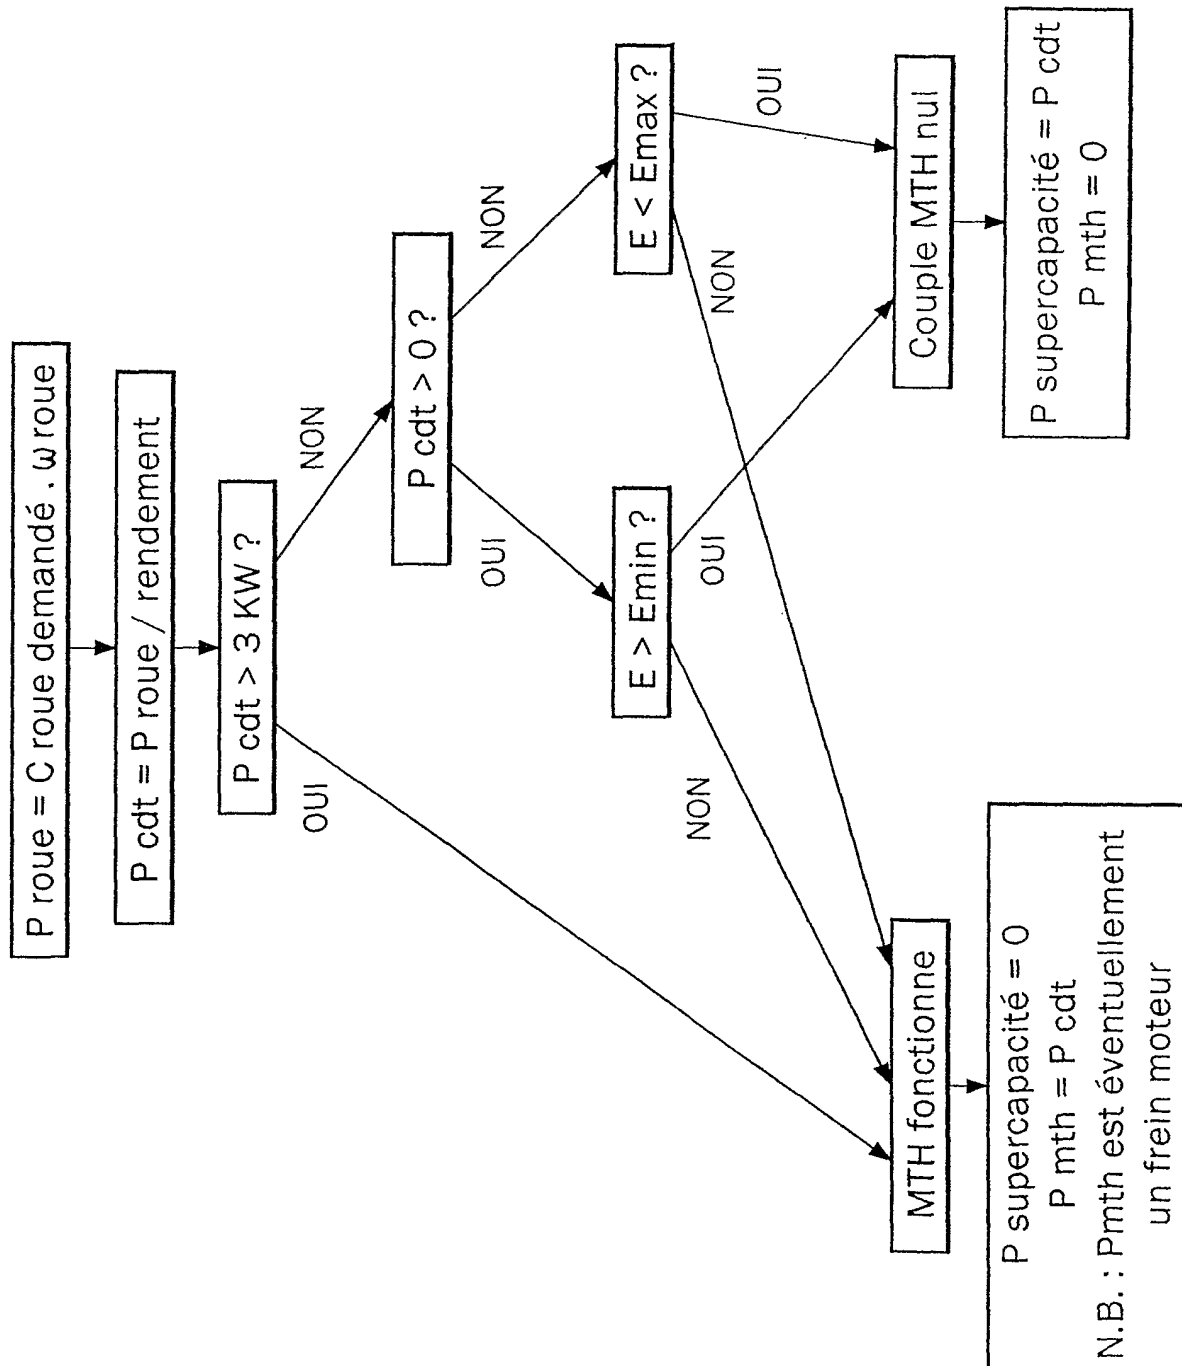 P roue = C roue demandé . ω roue
P cdt = P roue / rendement
P cdt > 3 KW ?
OUI
NON
P cdt > 0 ?
OUI
NON
E > Emin ?
E < Emax ?
NON
OUI
NON
OUI
MTH fonctionne
Couple MTH nul
P supercapacité = 0
P mth = P cdt
N.B. : Pmth est éventuellement
un frein moteur
P supercapacité = P cdt
P mth = 0